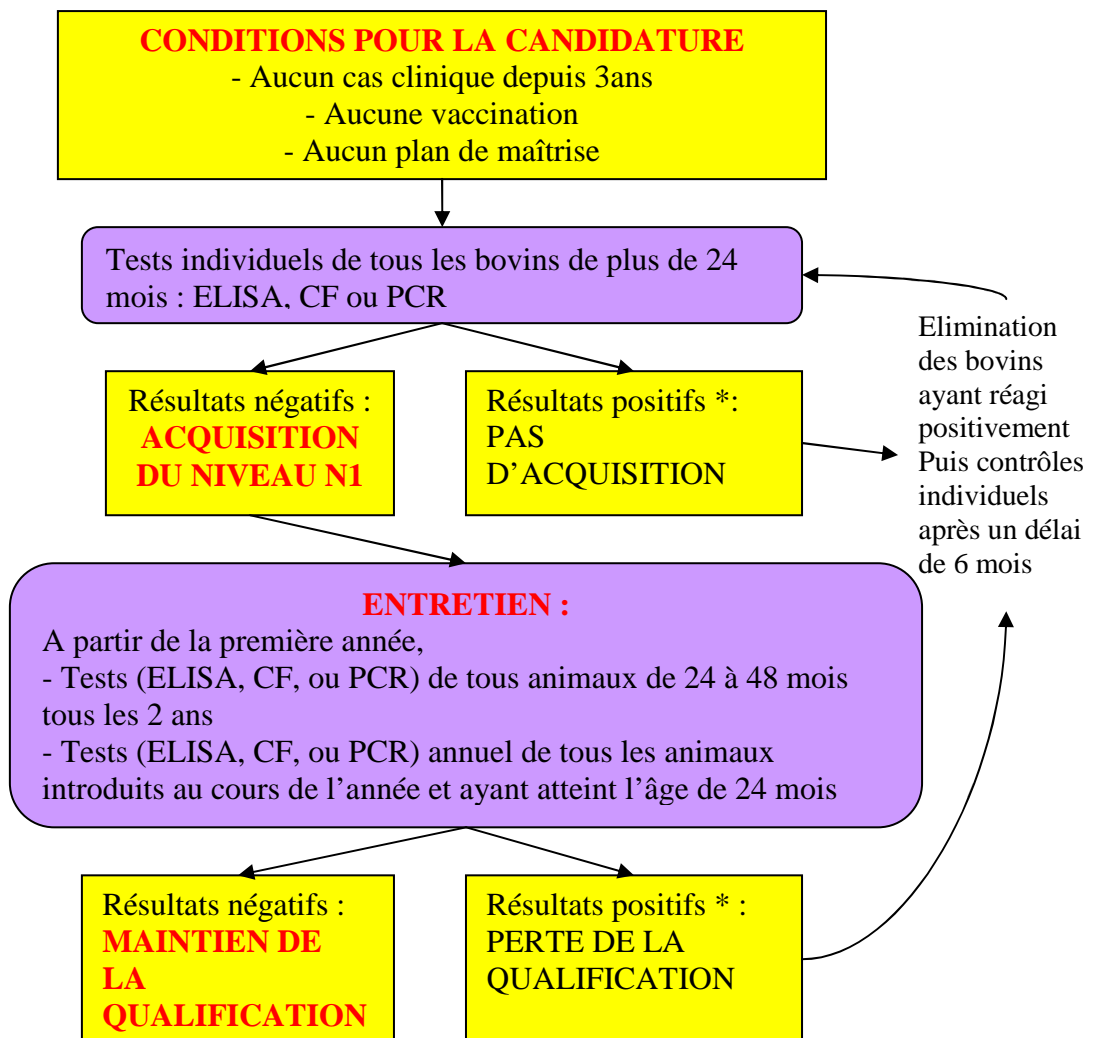 CONDITIONS POUR LA CANDIDATURE
- Aucun cas clinique depuis 3ans
- Aucune vaccination
- Aucun plan de maîtrise
Tests individuels de tous les bovins de plus de 24
mois : ELISA, CF ou PCR
Résultats négatifs :
ACQUISITION
DU NIVEAU N1
Résultats positifs *:
PAS
D’ACQUISITION
Elimination
des bovins
ayant réagi
positivement
Puis contrôles
individuels
après un délai
de 6 mois
ENTRETIEN :
A partir de la première année,
- Tests (ELISA, CF, ou PCR) de tous animaux de 24 à 48 mois
tous les 2 ans
- Tests (ELISA, CF, ou PCR) annuel de tous les animaux
introduits au cours de l’année et ayant atteint l’âge de 24 mois
Résultats négatifs :
MAINTIEN DE
LA
QUALIFICATION
Résultats positifs * :
PERTE DE LA
QUALIFICATION